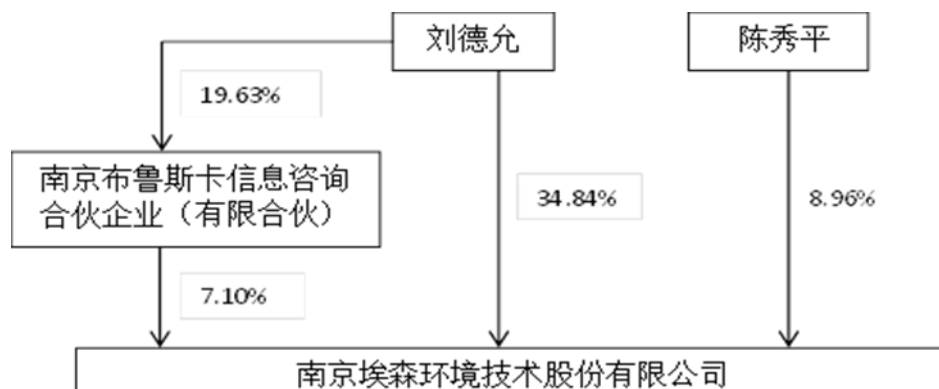 刘德允
陈秀平
19.63%
南京布鲁斯卡信息咨询
合伙企业（有限合伙）
34.84%
8.96%
7.10%
南京埃森环境技术股份有限公司